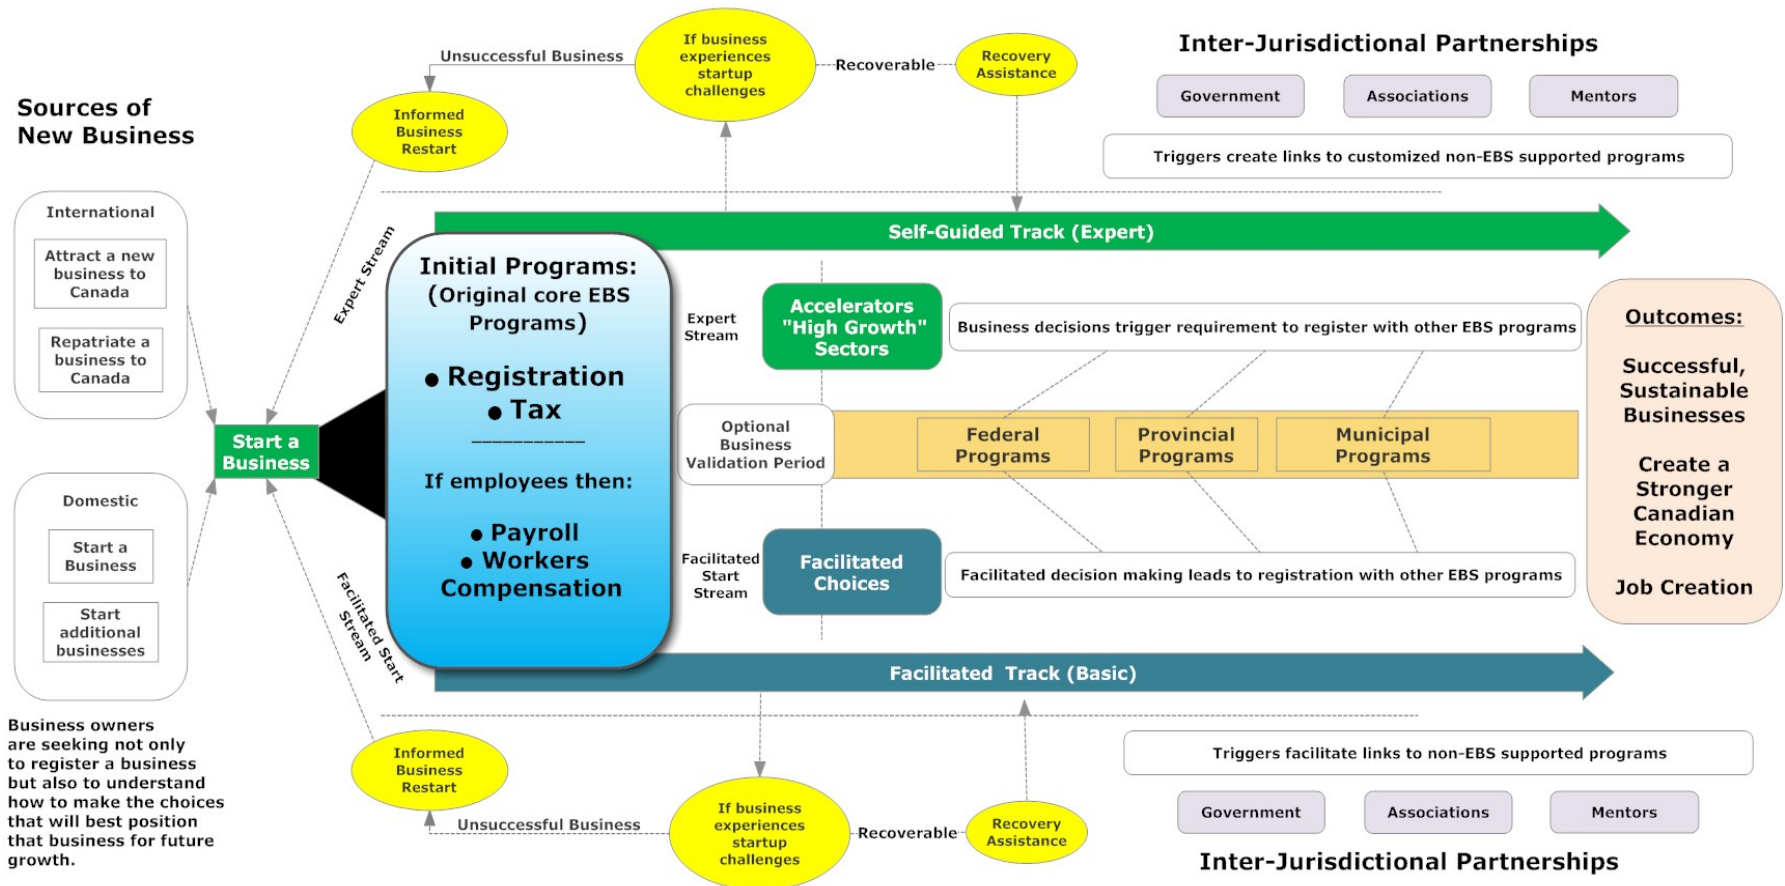 Sources of
New Business
International
Attract a new
business to
Canada
Repatriate a
business to
Canada
Domestic
Start a
Business
Start
additional
businesses
Business owners
are seeking not only
to register a business
but also to understand
how to make the choices
that will best position
that business for future
growth.
Start a
Business
Informed
Business
Restart
Unsuccessful Business
If business
experiences
startup
challenges
Recoverable
Recovery
Assistance
Inter-Jurisdictional Partnerships
Government
Associations
Mentors
Triggers create links to customized non-EBS supported programs
Expert Stream
Self-Guided Track (Expert)
Initial Programs:
(Original core EBS
Programs)
● Registration
● Tax
___________
If employees then:
● Payroll
● Workers
Compensation
Expert
Stream
Accelerators
"High Growth"
Sectors
Business decisions trigger requirement to register with other EBS programs
Optional
Business
Validation Period
Federal
Programs
Provincial
Programs
Municipal
Programs
Facilitated
Start
Stream
Facilitated
Choices
Facilitated decision making leads to registration with other EBS programs
Outcomes:
Successful,
Sustainable
Businesses
Create a
Stronger
Canadian
Economy
Job Creation
Facilitated Start
Stream
Facilitated Track (Basic)
Informed
Business
Restart
Unsuccessful Business
If business
experiences
startup
challenges
Recoverable
Recovery
Assistance
Triggers facilitate links to non-EBS supported programs
Government
Associations
Mentors
Inter-Jurisdictional Partnerships